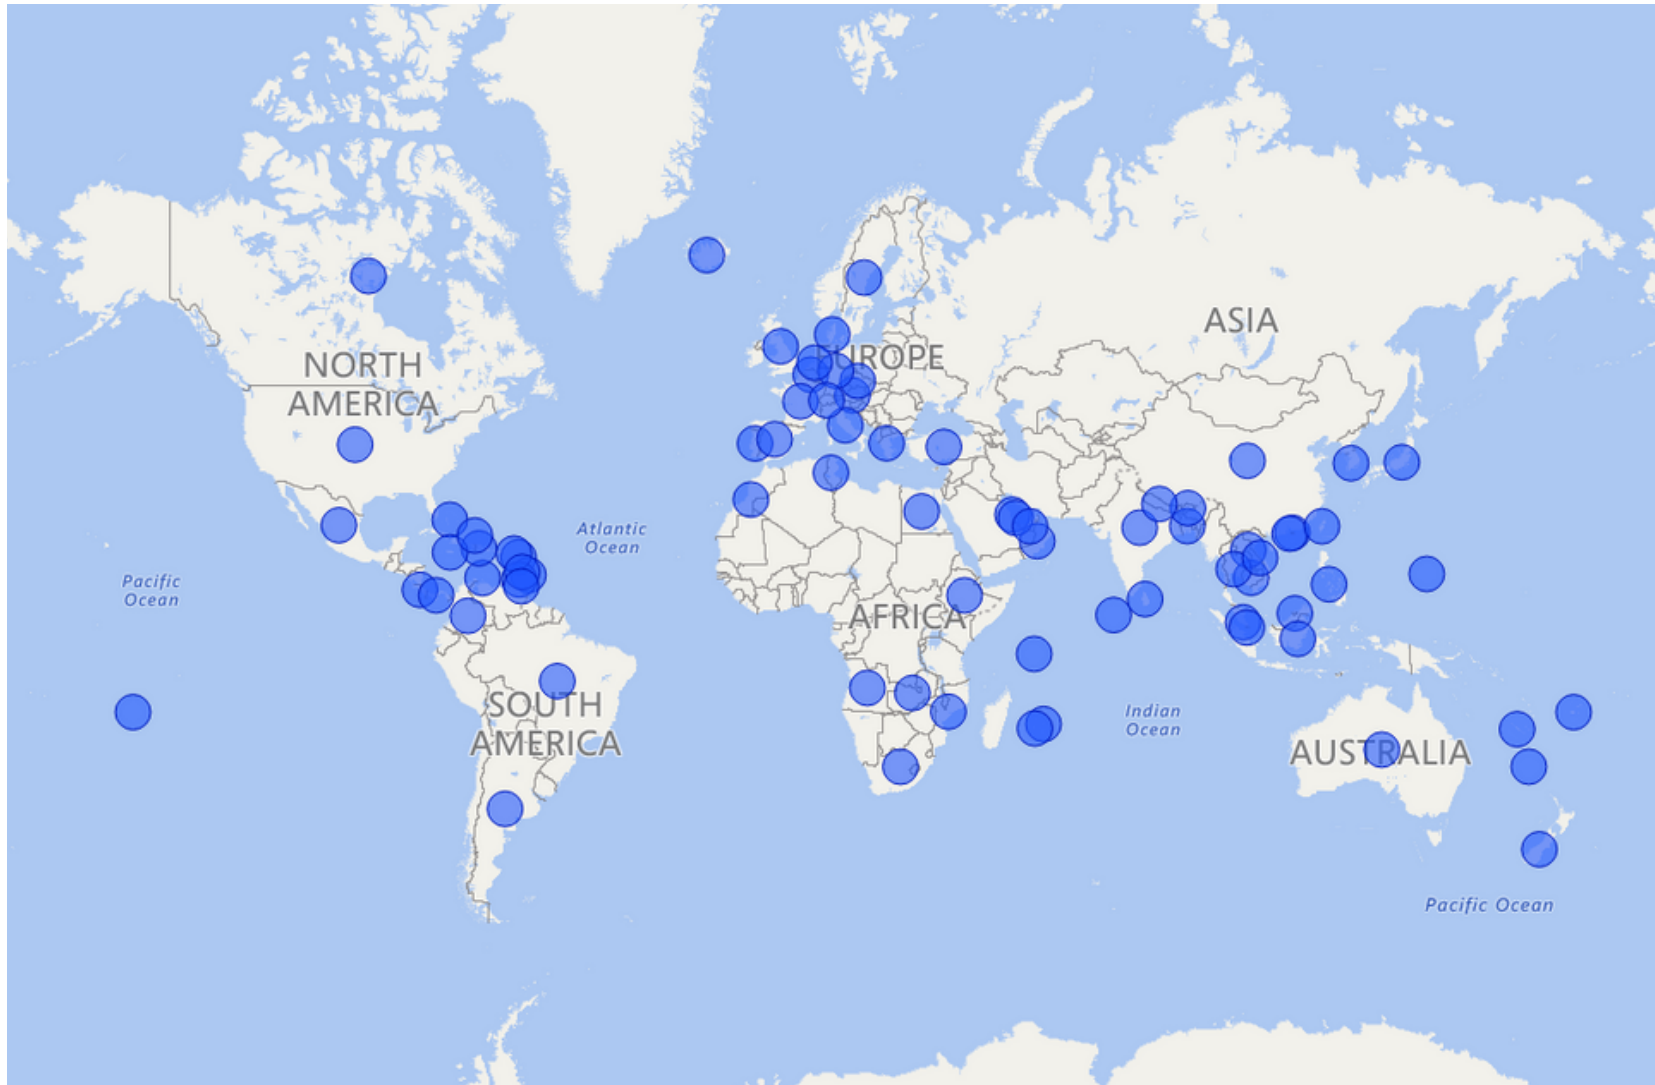 ASIA
EUROPE
NORTH
AMERICA
Atlantic
Ocean
Pacific
Ocean
AFRICA
SOUTH
AMERICA
Indian
Ocean
AUSTRALIA
Pacific Ocean